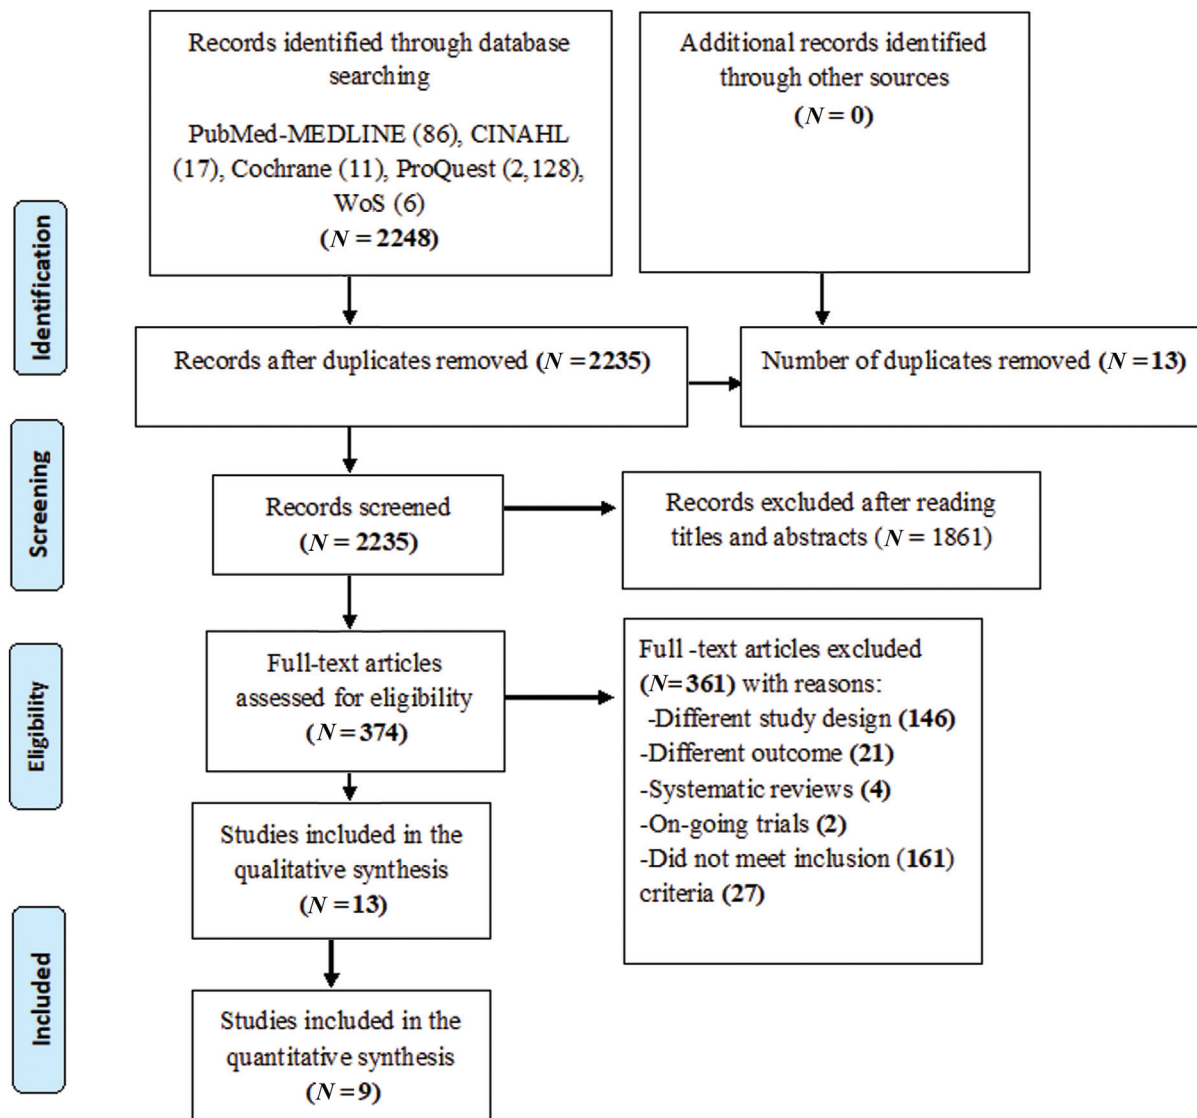 Records identified through database
searching
PubMed-MEDLINE (86), CINAHL
(17), Cochrane (11), ProQuest (2,128),
WoS (6)
(N = 2248)
Additional records identified
through other sources
(N = 0)
Identification
Records after duplicates removed (N = 2235)
Number of duplicates removed (N = 13)
Screening
Records screened
(N = 2235)
Records excluded after reading
titles and abstracts (N = 1861)
Eligibility
Full-text articles
assessed for eligibility
(N = 374)
Full -text articles excluded
(N= 361) with reasons:
-Different study design (146)
-Different outcome (21)
-Systematic reviews (4)
-On-going trials (2)
-Did not meet inclusion (161)
criteria (27)
Studies included in the
qualitative synthesis
(N = 13)
Included
Studies included in the
quantitative synthesis
(N = 9)